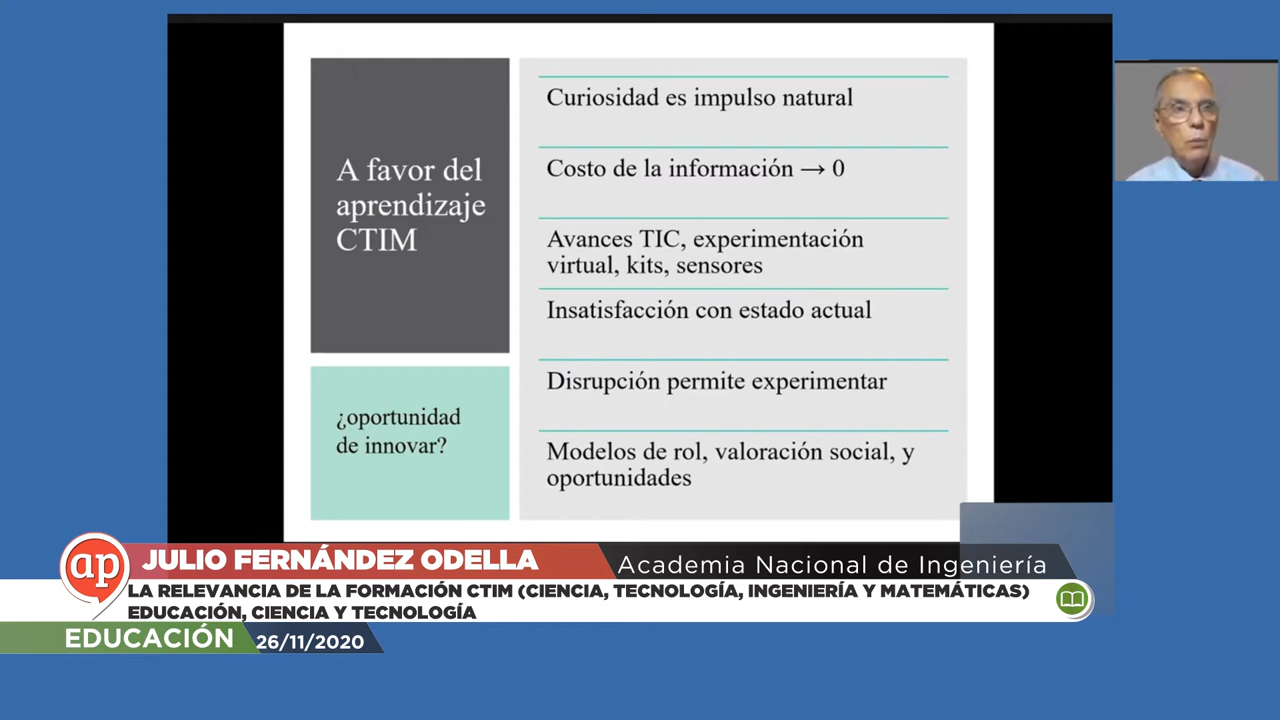 A favor del
aprendizaje
CTIM
¿oportunidad
de innovar?
Curiosidad es impulso natural
Costo de la información → 0
Avances TIC, experimentación
virtual, kits, sensores
Insatisfacción con estado actual
Disrupción permite experimentar
Modelos de rol, valoración social, y
oportunidades
ap
JULIO FERNÁNDEZ ODELLA
Academia Nacional de Ingeniería
LA RELEVANCIA DE LA FORMACIÓN CTIM (CIENCIA, TECNOLOGÍA, INGENIERÍA Y MATEMÁTICAS)
EDUCACIÓN, CIENCIA Y TECNOLOGÍA
EDUCACIÓN
26/11/2020